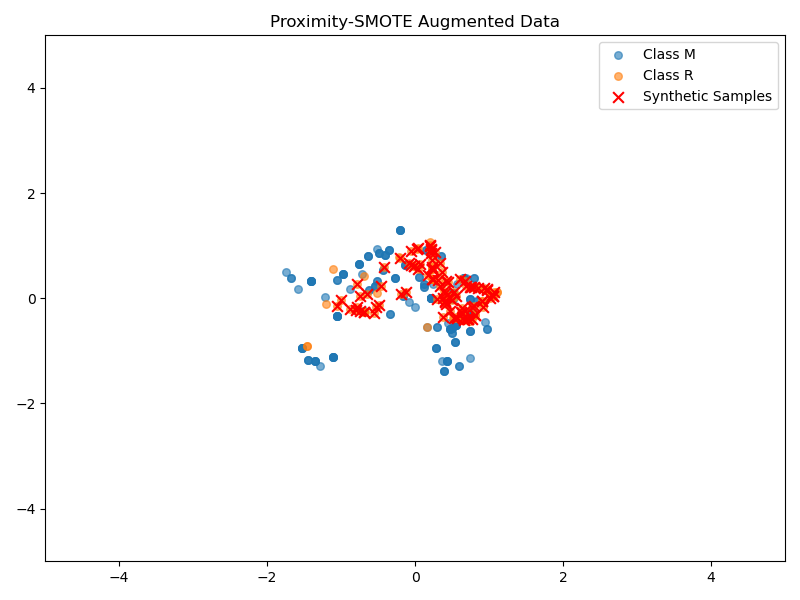 Proximity-SMOTE Augmented Data
Class M
Class R
Synthetic Samples
4
2
0
−2
−4
−4
−2
0
2
4